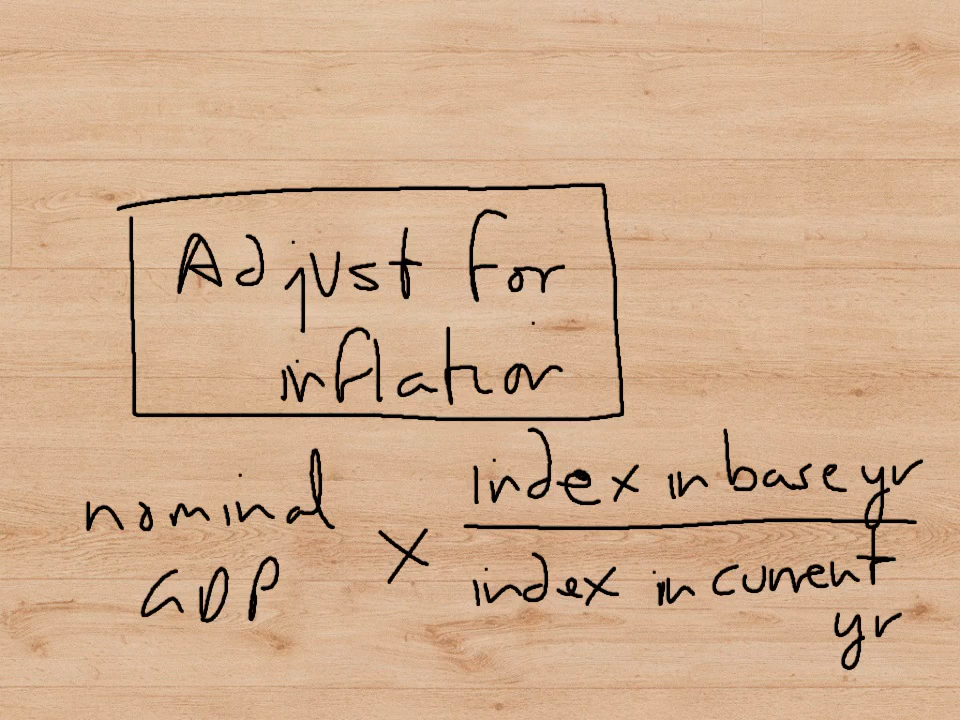 Adjust for
inflation
nominal
GDP
×
index in base yr
index in current
yr